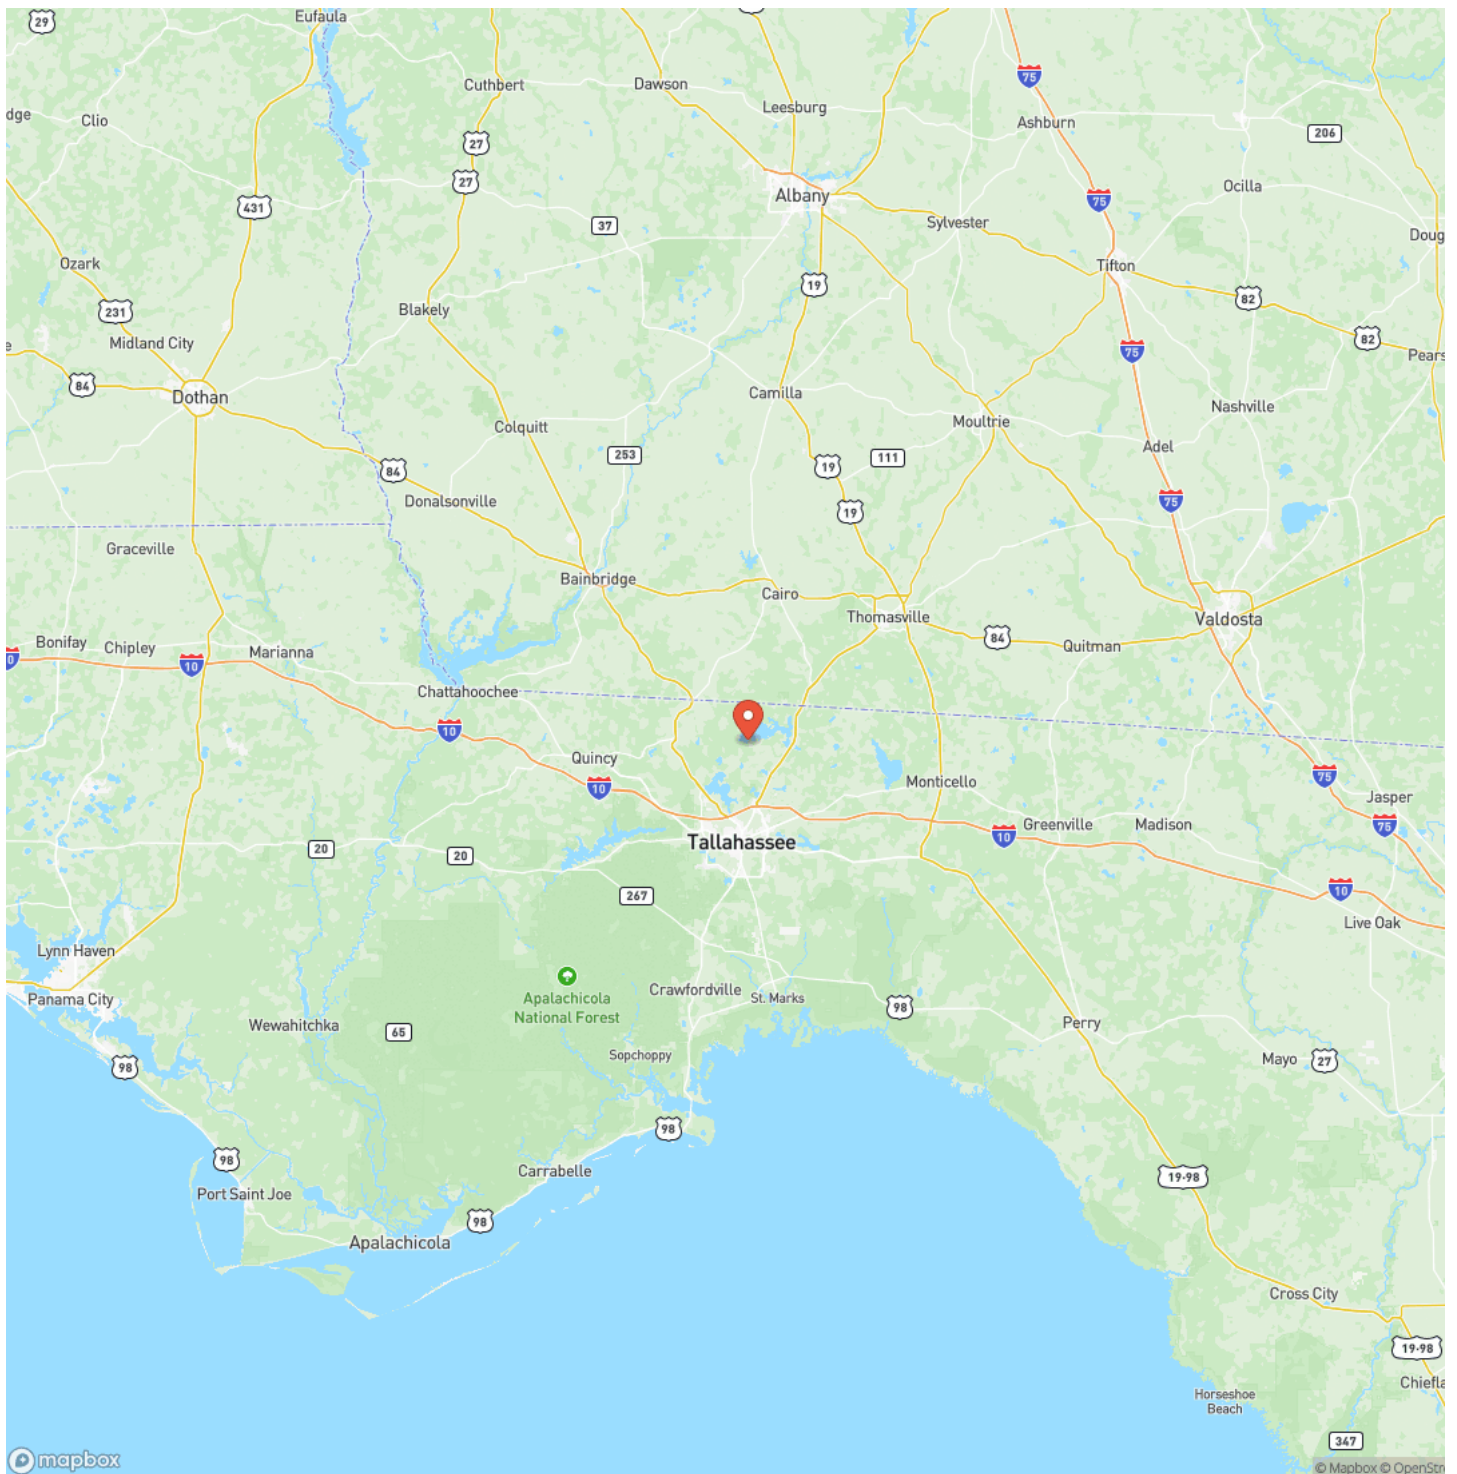 29
Eufaula
Cuthbert
Dawson
Leesburg
75
Ashburn
dge
Clio
27
206
27
431
37
Albany
75
Ocilla
Sylvester
Doug
Ozark
Tifton
231
Blakely
19
82
Midland City
82
75
Pears
84
Dothan
Camilla
Nashville
Colquitt
Moultrie
Adel
253
111
84
19
Donalsonville
19
75
Graceville
Bainbridge
Cairo
Thomasville
Valdosta
84
Bonifay
Chipley
Marianna
Quitman
0
10
Chattahoochee
10
Quincy
10
Monticello
75
Jasper
Greenville
Madison
75
10
Tallahassee
20
20
267
10
Live Oak
Lynn Haven
Panama City
Apalachicola
National Forest
Crawfordville
St. Marks
98
Wewahitchka
65
Perry
98
Sopchoppy
Mayo
27
98
98
Carrabelle
19-98
Port Saint Joe
98
Apalachicola
Cross City
19-98
Chiefla
Horseshoe
Beach
347
mapbox
© Mapbox © OpenStre